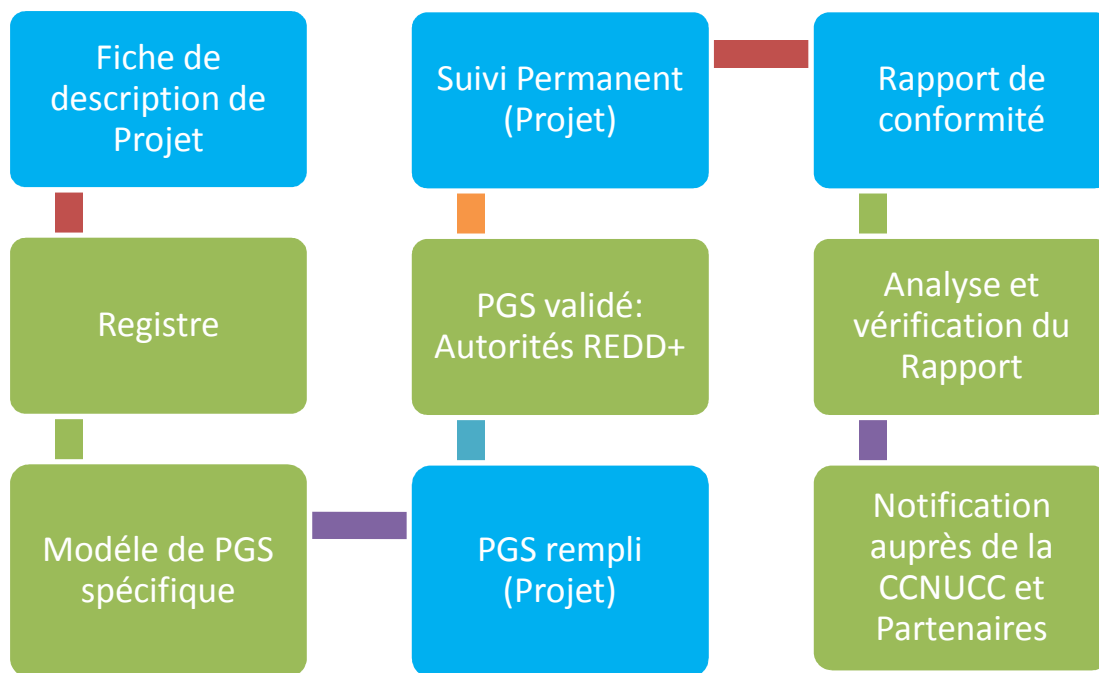 Fiche de
description de
Projet
Registre
Modéle de PGS
spécifique
PGS rempli
(Projet)
PGS validé:
Autorités REDD+
Suivi Permanent
(Projet)
Rapport de
conformité
Analyse et
vérification du
Rapport
Notification
auprès de la
CCNUCC et
Partenaires